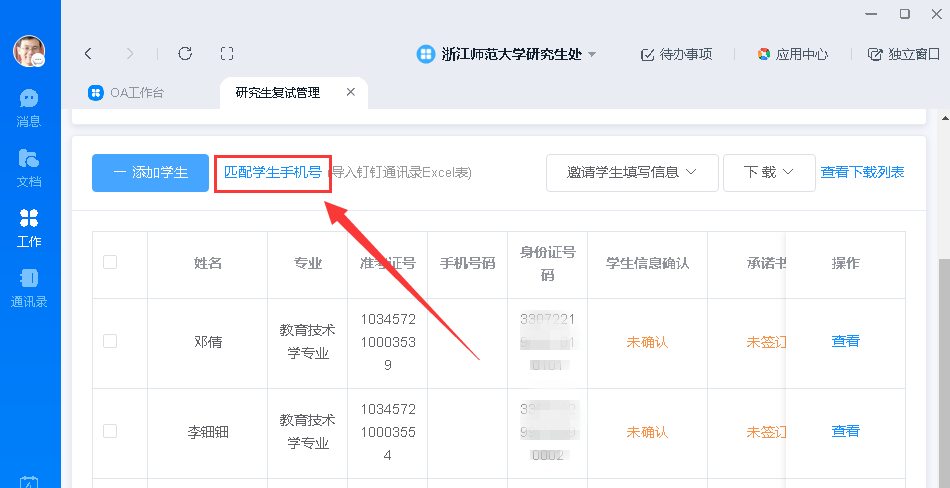 浙江师范大学研究生处
待办事项
应用中心
独立窗口
OA工作台
研究生复试管理
消息
文档
工作
通讯录
添加学生
匹配学生手机号
(导入钉钉通讯录Excel表)
邀请学生填写信息
下载
查看下载列表
姓名
专业
准考证号
手机号码
身份证号
码
学生信息确认
承诺书
操作
邓倩
教育技术
学专业
1034572
1000353
9
3307221
未确认
未签订
查看
李钿钿
教育技术
学专业
1034572
1000355
4
0002
未确认
未签订
查看